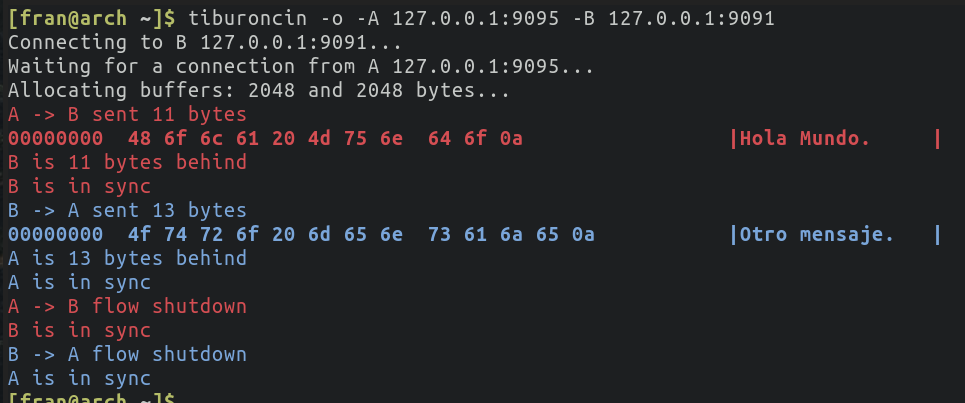 [fran@arch ~]$ tiburoncin -o -A 127.0.0.1:9095 -B 127.0.0.1:9091
Connecting to B 127.0.0.1:9091...
Waiting for a connection from A 127.0.0.1:9095...
Allocating buffers: 2048 and 2048 bytes...
A -> B sent 11 bytes
00000000  48 6f 6c 61 20 4d 75 6e  64 6f 0a                 |Hola Mundo.     |
B is 11 bytes behind
B is in sync
B -> A sent 13 bytes
00000000  4f 74 72 6f 20 6d 65 6e  73 61 6a 65 0a           |Otro mensaje.   |
A is 13 bytes behind
A is in sync
A -> B flow shutdown
B is in sync
B -> A flow shutdown
A is in sync
[fran@arch ~]$